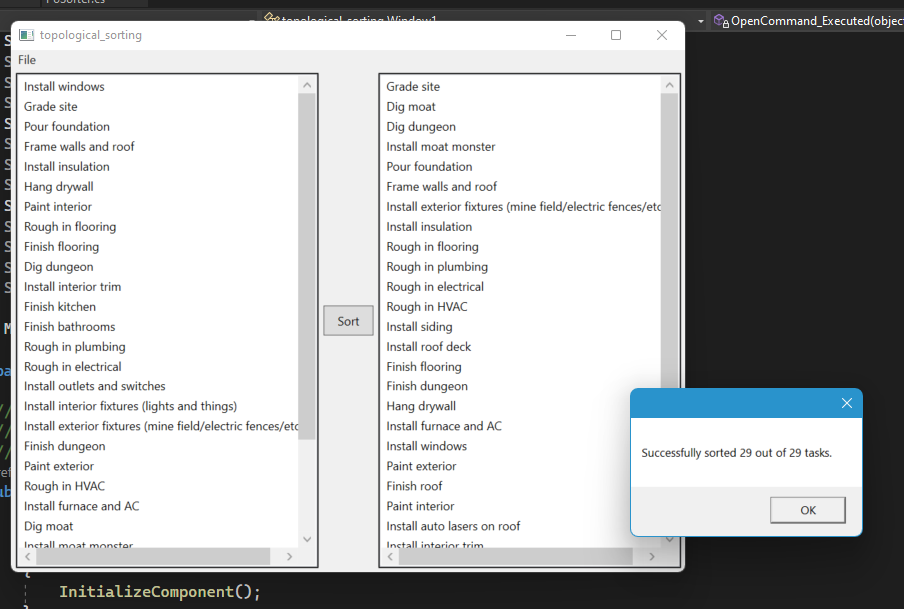 topological_sorting.Window1
OpenCommand_Executed(objec
topological_sorting
File
Install windows
Grade site
Pour foundation
Frame walls and roof
Install insulation
Hang drywall
Paint interior
Rough in flooring
Finish flooring
Dig dungeon
Install interior trim
Finish kitchen
Finish bathrooms
Rough in plumbing
Rough in electrical
Install outlets and switches
Install interior fixtures (lights and things)
Install exterior fixtures (mine field/electric fences/etc
Finish dungeon
Paint exterior
Rough in HVAC
Install furnace and AC
Dig moat
Install moat monster
Sort
Grade site
Dig moat
Dig dungeon
Install moat monster
Pour foundation
Frame walls and roof
Install exterior fixtures (mine field/electric fences/etc
Install insulation
Rough in flooring
Rough in plumbing
Rough in electrical
Rough in HVAC
Install siding
Install roof deck
Finish flooring
Finish dungeon
Hang drywall
Install furnace and AC
Install windows
Paint exterior
Finish roof
Paint interior
Install auto lasers on roof
Install interior trim
Successfully sorted 29 out of 29 tasks.
OK
InitializeComponent();